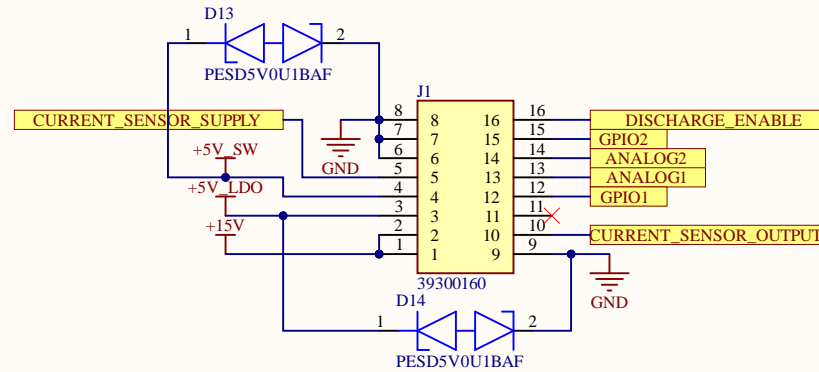 D13
1 2
PESD5V0U1BAF
J1
8 8 16 16 DISCHARGE_ENABLE
CURRENT_SENSOR_SUPPLY 7 7 15 15 GPIO2
GND 6 6 14 14 ANALOG2
+5V_SW 5 5 13 13 ANALOG1
+5V_LDO 4 4 12 12 GPIO1
3 3 11 11
+15V 2 2 10 10 CURRENT_SENSOR_OUTPUT
1 1 9 9
39300160
GND
D14
1 2
PESD5V0U1BAF